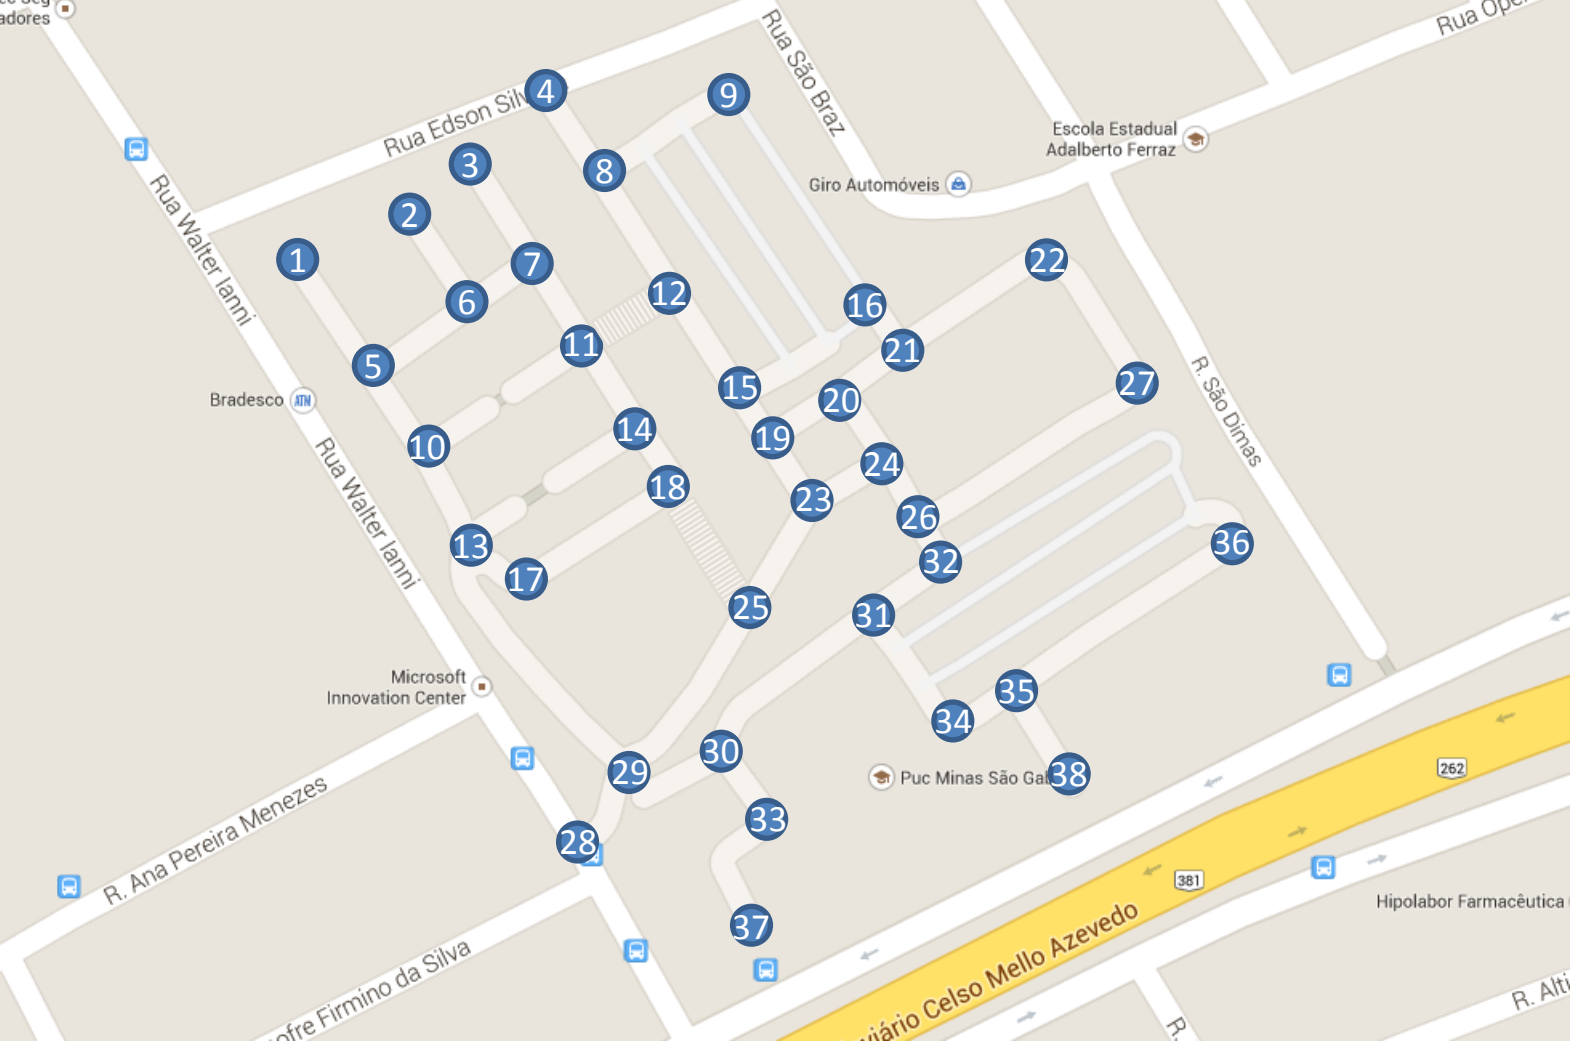 Seg
adores
Rua Edson Silv
Rua São Braz
Rua Ope
Rua Walter Ianni
Escola Estadual
Adalberto Ferraz
Giro Automóveis
Bradesco
ATM
Rua Walter Ianni
R. São Dimas
Microsoft
Innovation Center
R. Ana Pereira Menezes
Puc Minas São Gab
ofre Firmino da Silva
viário Celso Mello Azevedo
262
381
Hipolabor Farmacêutica
R. Alti
R.
1
2
3
4
5
6
7
8
9
10
11
12
13
14
15
16
17
18
19
20
21
22
23
24
25
26
27
28
29
30
31
32
33
34
35
36
37
38